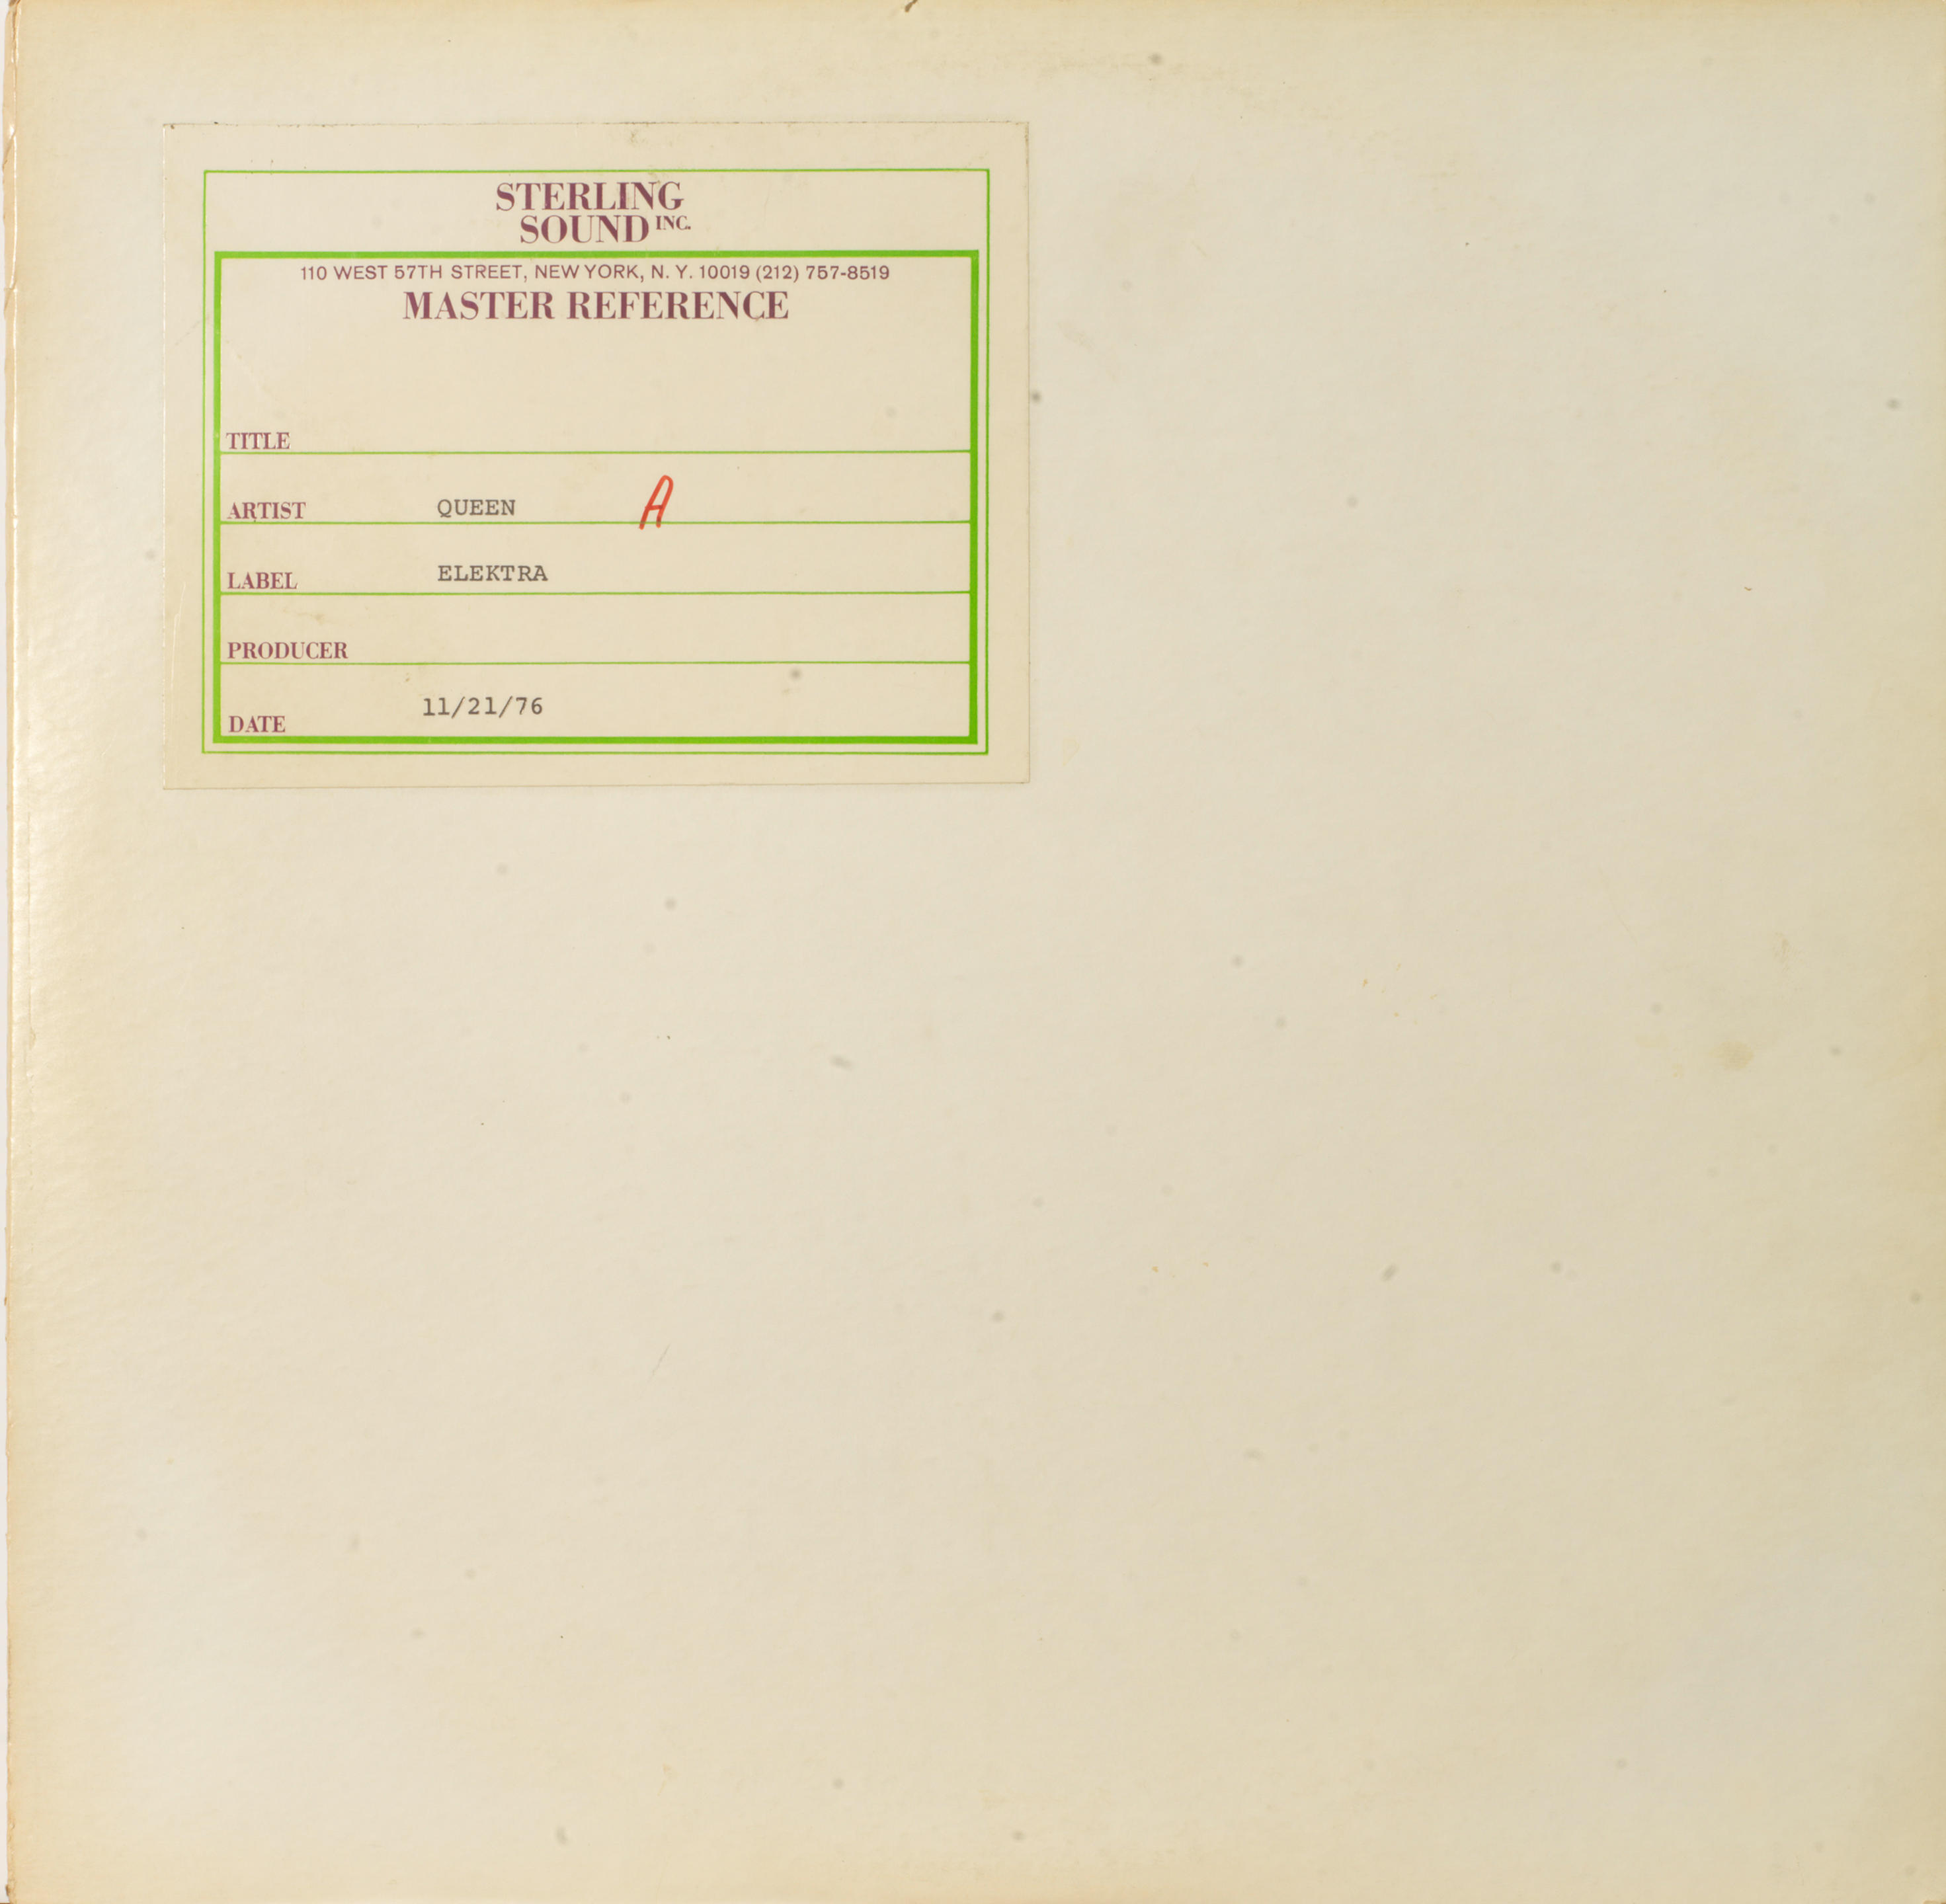 STERLING
SOUND INC.
110 WEST 57TH STREET, NEW YORK, N. Y. 10019 (212) 757-8519
MASTER REFERENCE
TITLE
ARTIST QUEEN A
LABEL ELEKTRA
PRODUCER
DATE 11/21/76